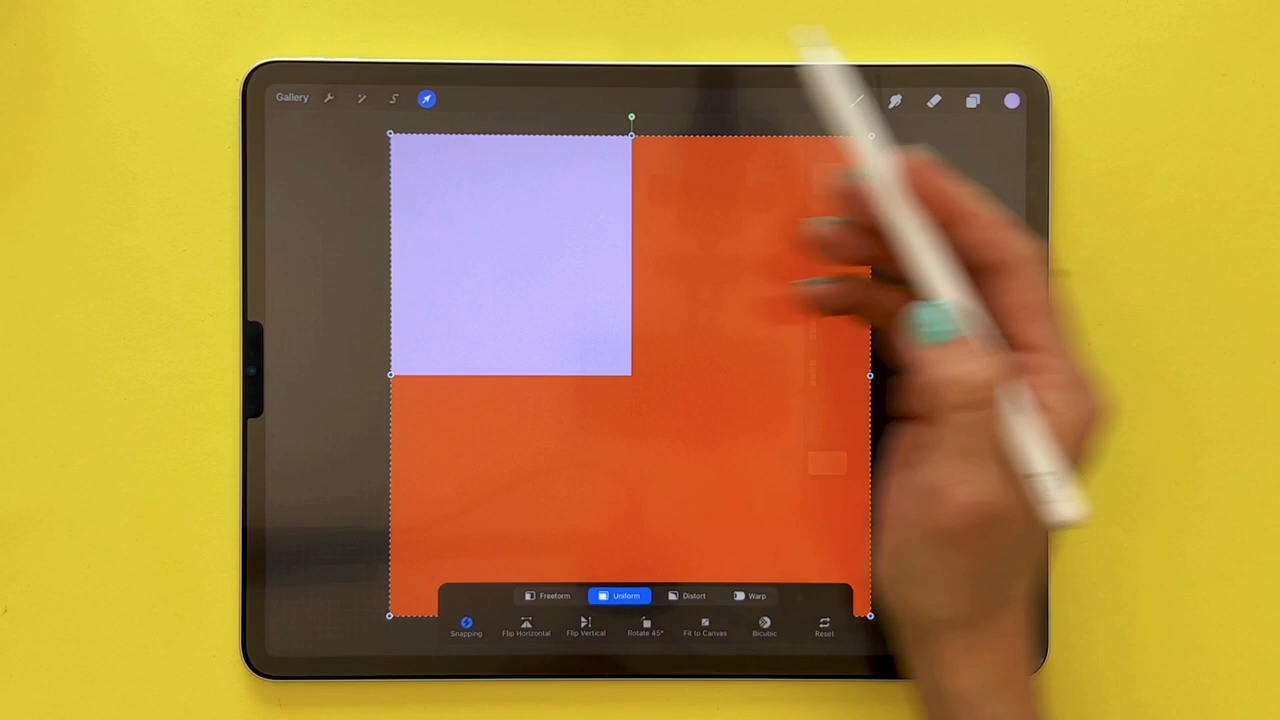 Gallery
Freeform Uniform Distort Warp
Snapping Flip Horizontal Flip Vertical Rotate 45° Fit to Canvas Bicubic Reset